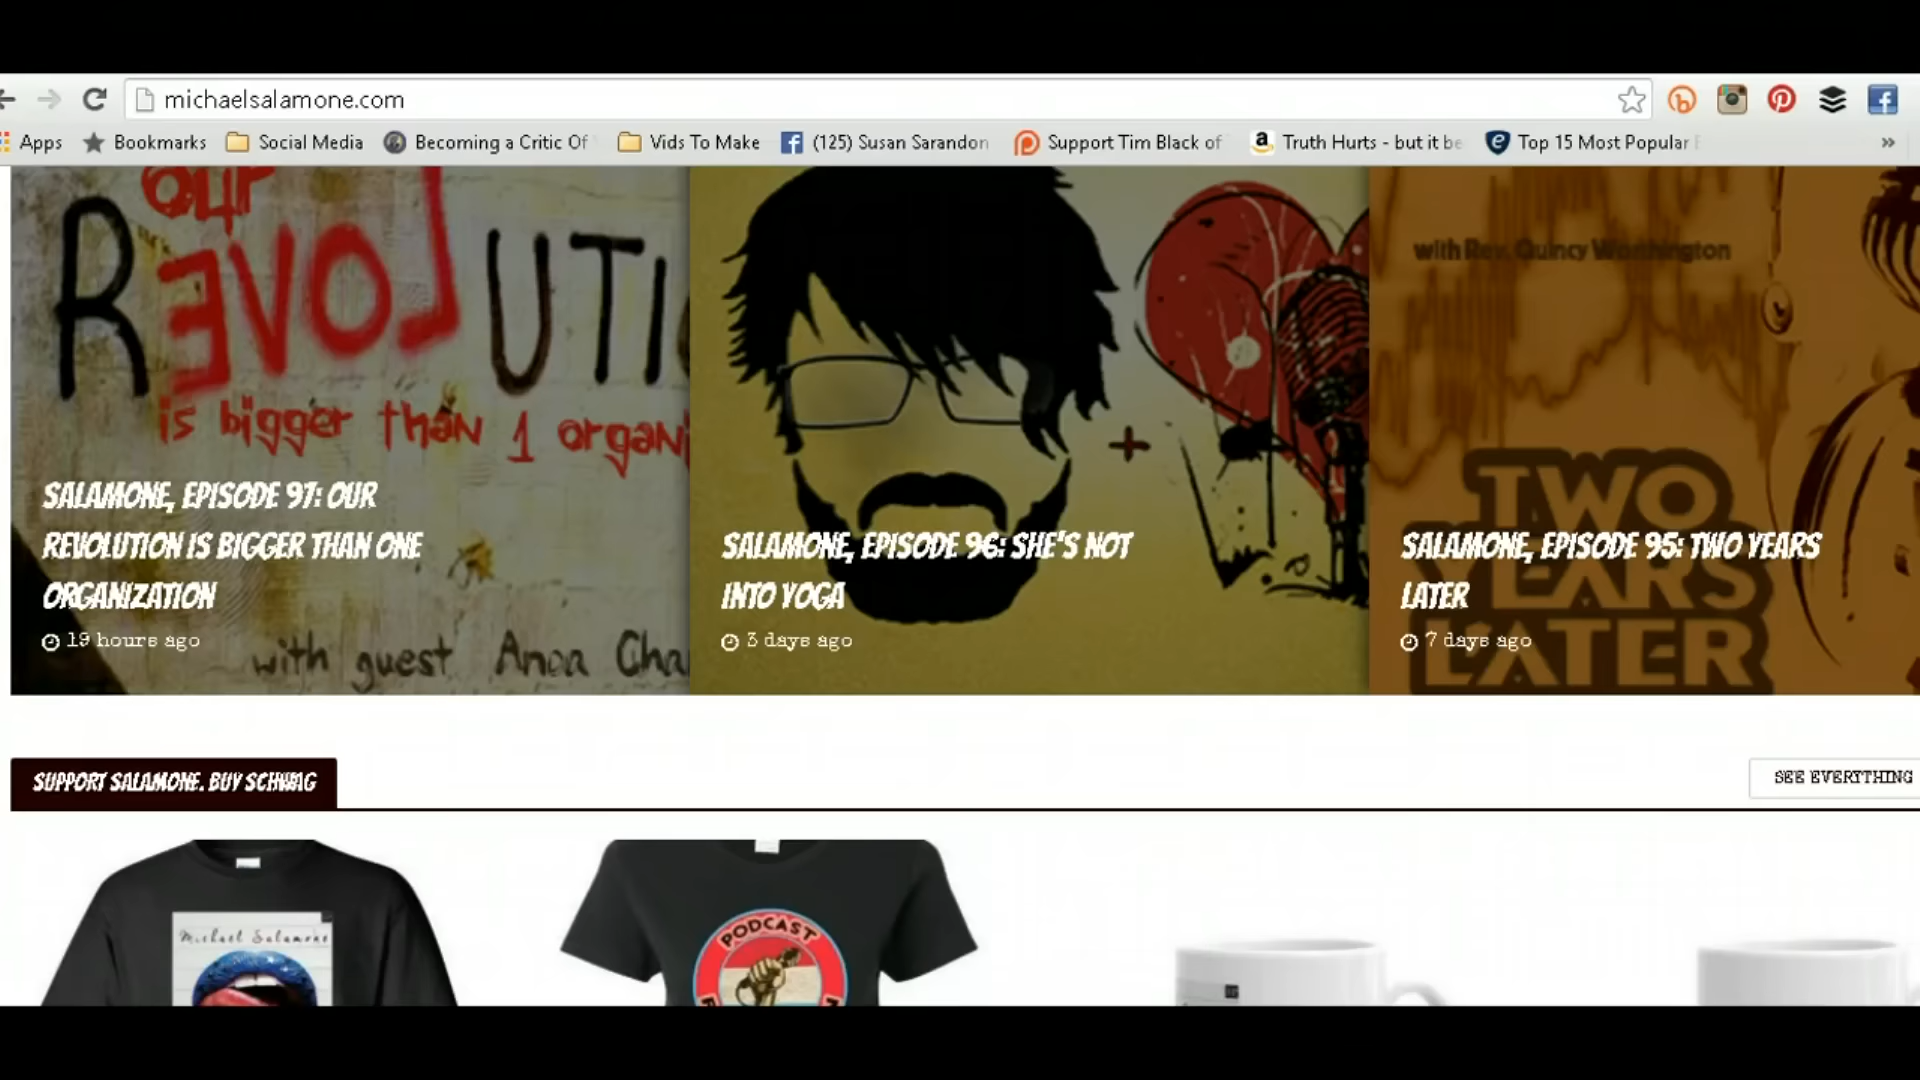 michaelsalamone.com
Apps Bookmarks Social Media Becoming a Critic Of Vids To Make (125) Susan Sarandon Support Tim Black of Truth Hurts - but it be Top 15 Most Popular
our
REVOLUTI
is bigger than 1 organi
with Rev. Quincy Worthington
TWO
YEARS
LATER
SALAMONE, EPISODE 97: OUR
REVOLUTION IS BIGGER THAN ONE
ORGANIZATION
19 hours ago
with guest Anoa Cha
SALAMONE, EPISODE 96: SHE'S NOT
INTO YOGA
3 days ago
SALAMONE, EPISODE 95: TWO YEARS
LATER
7 days ago
SUPPORT SALAMONE. BUY SCHWAG
SEE EVERYTHING
Michael Salamone
PODCAST